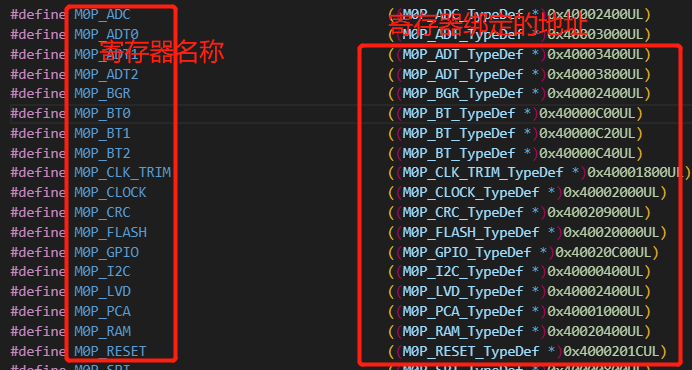 #define M0P_ADC ((M0P_ADC_TypeDef *)0x40002400UL)
寄存器绑定的地址
#define M0P_ADT0 ((M0P_ADT_TypeDef *)0x40003000UL)
寄存器名称
#define M0P_ADT1 ((M0P_ADT_TypeDef *)0x40003400UL)
#define M0P_ADT2 ((M0P_ADT_TypeDef *)0x40003800UL)
#define M0P_BGR ((M0P_BGR_TypeDef *)0x40002400UL)
#define M0P_BT0 ((M0P_BT_TypeDef *)0x40000C00UL)
#define M0P_BT1 ((M0P_BT_TypeDef *)0x40000C20UL)
#define M0P_BT2 ((M0P_BT_TypeDef *)0x40000C40UL)
#define M0P_CLK_TRIM ((M0P_CLK_TRIM_TypeDef *)0x40001800UL)
#define M0P_CLOCK ((M0P_CLOCK_TypeDef *)0x40002000UL)
#define M0P_CRC ((M0P_CRC_TypeDef *)0x40020900UL)
#define M0P_FLASH ((M0P_FLASH_TypeDef *)0x40020000UL)
#define M0P_GPIO ((M0P_GPIO_TypeDef *)0x40020C00UL)
#define M0P_I2C ((M0P_I2C_TypeDef *)0x40000400UL)
#define M0P_LVD ((M0P_LVD_TypeDef *)0x40002400UL)
#define M0P_PCA ((M0P_PCA_TypeDef *)0x40001000UL)
#define M0P_RAM ((M0P_RAM_TypeDef *)0x40020400UL)
#define M0P_RESET ((M0P_RESET_TypeDef *)0x4000201CUL)